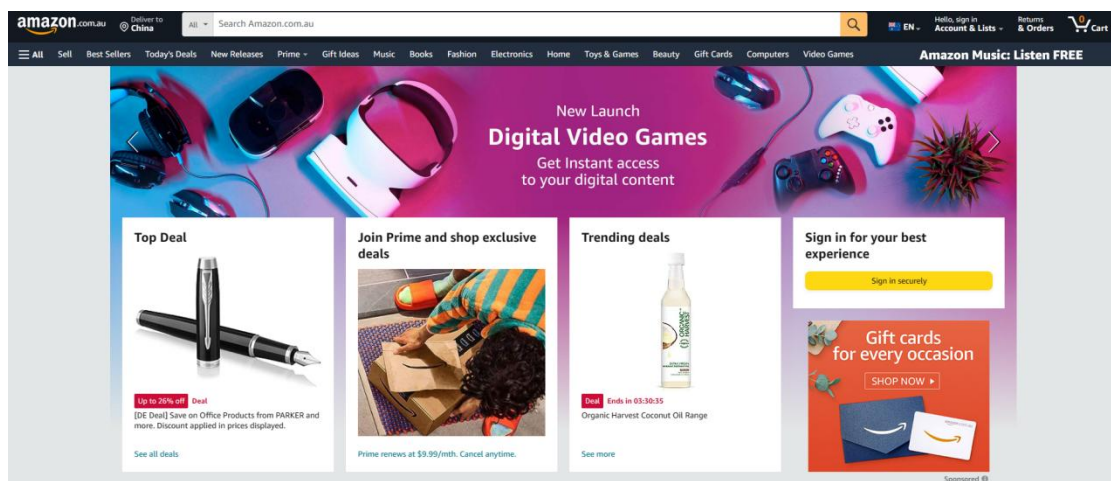 amazon.com.au
Deliver to
China
All
Search Amazon.com.au
EN
Hello, sign in
Account & Lists
Returns
& Orders
0
Cart
All
Sell
Best Sellers
Today's Deals
New Releases
Prime
Gift Ideas
Music
Books
Fashion
Electronics
Home
Toys & Games
Beauty
Gift Cards
Computers
Video Games
Amazon Music: Listen FREE
New Launch
Digital Video Games
Get Instant access
to your digital content
Top Deal
Up to 26% off Deal
[DE Deal] Save on Office Products from PARKER and
more. Discount applied in prices displayed.
See all deals
Join Prime and shop exclusive
deals
Prime renews at $9.99/mth. Cancel anytime.
Trending deals
ORGANIC
HARVEST
Deal Ends in 03:30:35
Organic Harvest Coconut Oil Range
See more
Sign in for your best
experience
Sign in securely
Gift cards
for every occasion
SHOP NOW
Sponsored